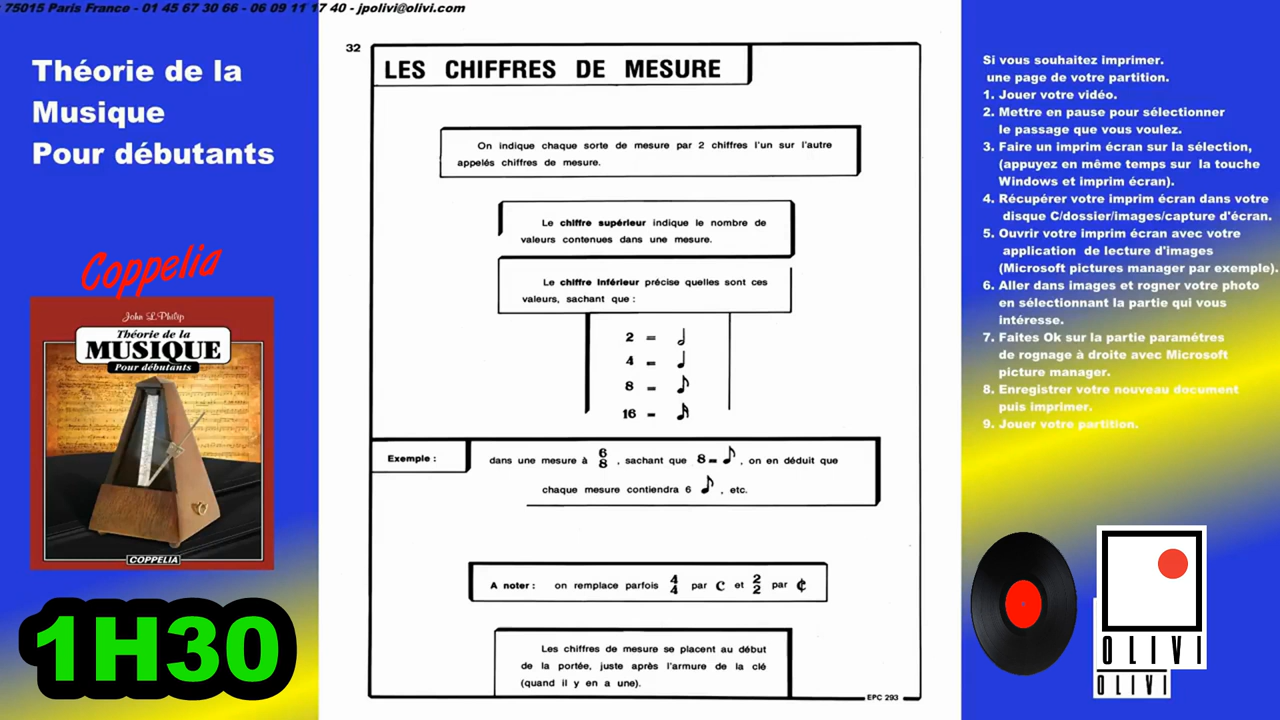 75015 Paris France - 01 45 67 30 66 - 06 09 11 17 40 - jpolivi@olivi.com
Théorie de la
Musique
Pour débutants
Coppelia
John L. Philip
Théorie de la
MUSIQUE
Pour débutants
COPPELIA
1H30
32
LES CHIFFRES DE MESURE
On indique chaque sorte de mesure par 2 chiffres l'un sur l'autre
appelés chiffres de mesure.
Le chiffre supérieur indique le nombre de
valeurs contenues dans une mesure.
Le chiffre inférieur précise quelles sont ces
valeurs, sachant que :
2 = 𝅗𝅥
4 = ♩
8 = ♪
16 = 𝅘𝅥𝅯
Exemple : dans une mesure à 6/8 , sachant que 8 = ♪ , on en déduit que
chaque mesure contiendra 6 ♪ , etc.
A noter : on remplace parfois 4/4 par C et 2/2 par ¢
Les chiffres de mesure se placent au début
de la portée, juste après l'armure de la clé
(quand il y en a une).
EPC 293
Si vous souhaitez imprimer.
une page de votre partition.
1. Jouer votre vidéo.
2. Mettre en pause pour sélectionner
le passage que vous voulez.
3. Faire un imprim écran sur la sélection,
(appuyez en même temps sur la touche
Windows et imprim écran).
4. Récupérer votre imprim écran dans votre
disque C/dossier/images/capture d'écran.
5. Ouvrir votre imprim écran avec votre
application de lecture d'images
(Microsoft pictures manager par exemple).
6. Aller dans images et rogner votre photo
en sélectionnant la partie qui vous
intéresse.
7. Faites Ok sur la partie paramétres
de rognage à droite avec Microsoft
picture manager.
8. Enregistrer votre nouveau document
puis imprimer.
9. Jouer votre partition.
OLIVI
OLIVI